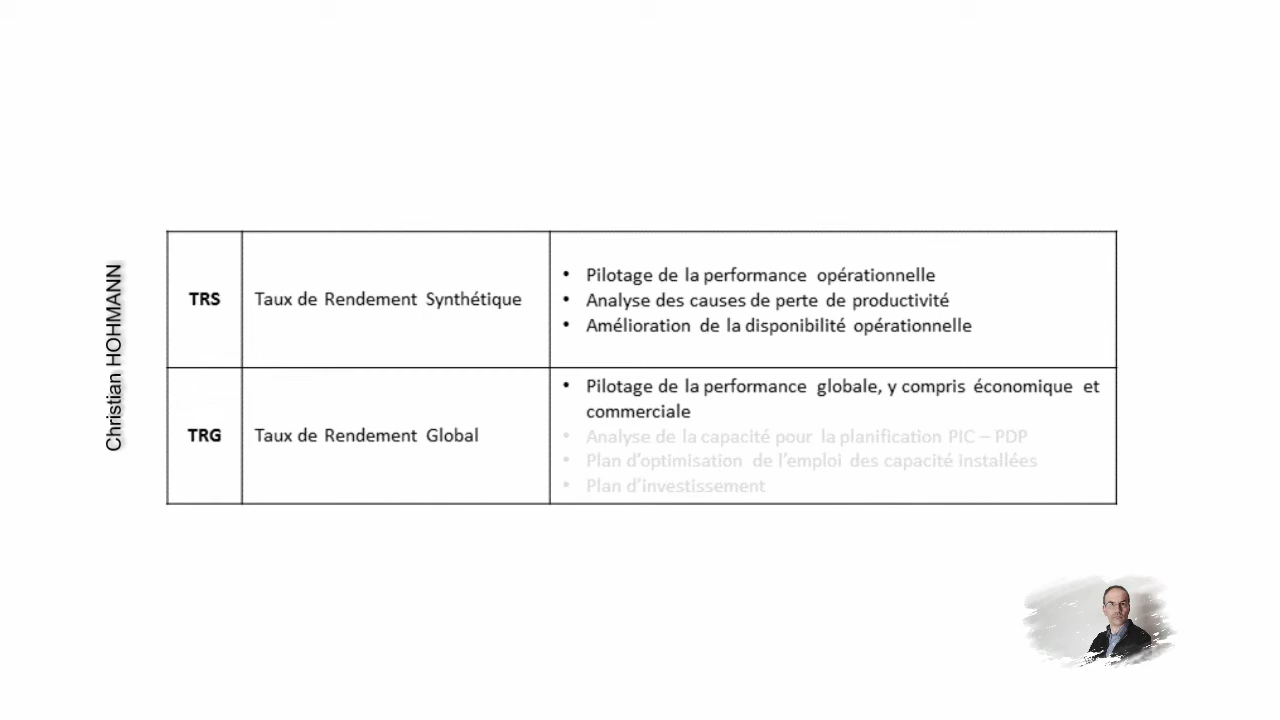 Christian HOHMANN
TRS
Taux de Rendement Synthétique
• Pilotage de la performance opérationnelle
• Analyse des causes de perte de productivité
• Amélioration de la disponibilité opérationnelle
TRG
Taux de Rendement Global
• Pilotage de la performance globale, y compris économique et
commerciale
• Analyse de la capacité pour la planification PIC – PDP
• Plan d'optimisation de l'emploi des capacité installées
• Plan d'investissement